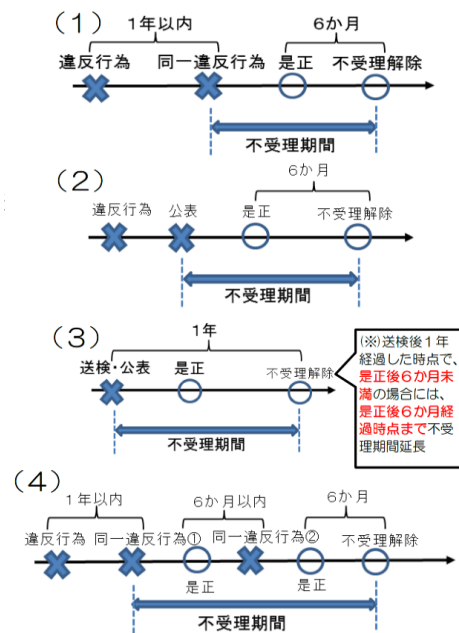 (1)
1年以内
6か月
違反行為
同一違反行為
是正
不受理解除
不受理期間
(2)
6か月
違反行為
公表
是正
不受理解除
不受理期間
(3)
1年
送検・公表
是正
不受理解除
不受理期間
(※)送検後1年
経過した時点で、
是正後6か月未
満の場合には、
是正後6か月経
過時点まで不受
理期間延長
(4)
1年以内
6か月以内
6か月
違反行為
同一違反行為①
同一違反行為②
不受理解除
是正
是正
不受理期間